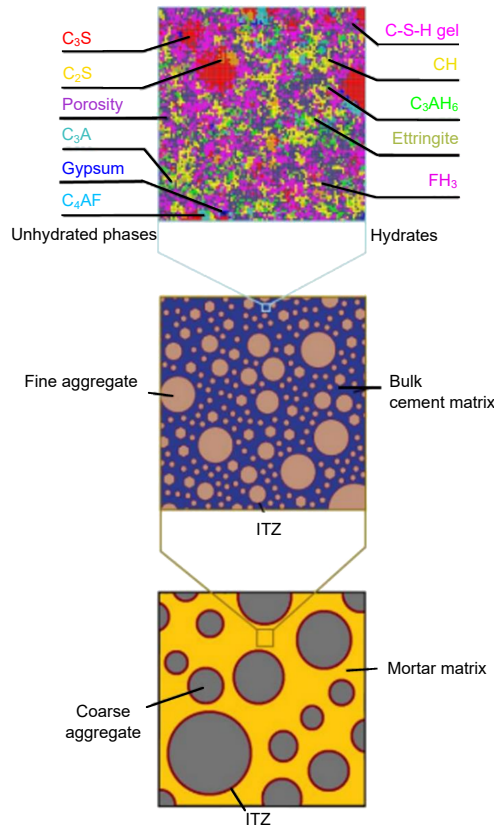 C₃S
C₂S
Porosity
C₃A
Gypsum
C₄AF
Unhydrated phases
C-S-H gel
CH
C₃AH₆
Ettringite
FH₃
Hydrates
Fine aggregate
Bulk
cement matrix
ITZ
Mortar matrix
Coarse
aggregate
ITZ